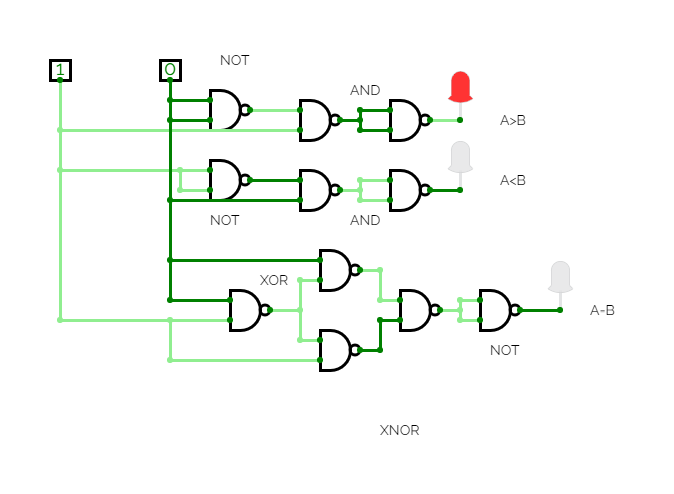 NOT
1
0
AND
A>B
A<B
NOT
AND
XOR
A-B
NOT
XNOR